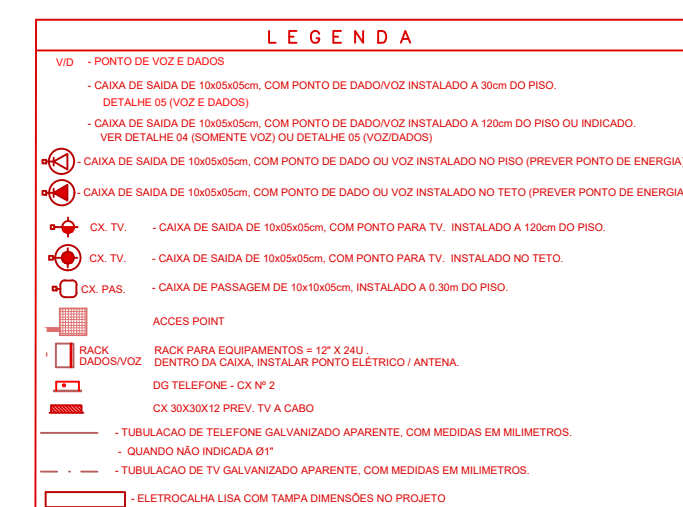 LEGENDA
V/D - PONTO DE VOZ E DADOS
- CAIXA DE SAIDA DE 10x05x05cm, COM PONTO DE DADO/VOZ INSTALADO A 30cm DO PISO.
DETALHE 05 (VOZ E DADOS)
- CAIXA DE SAIDA DE 10x05x05cm, COM PONTO DE DADO/VOZ INSTALADO A 120cm DO PISO OU INDICADO.
VER DETALHE 04 (SOMENTE VOZ) OU DETALHE 05 (VOZ/DADOS)
- CAIXA DE SAIDA DE 10x05x05cm, COM PONTO DE DADO OU VOZ INSTALADO NO PISO (PREVER PONTO DE ENERGIA)
- CAIXA DE SAIDA DE 10x05x05cm, COM PONTO DE DADO OU VOZ INSTALADO NO TETO (PREVER PONTO DE ENERGIA
CX. TV. - CAIXA DE SAIDA DE 10x05x05cm, COM PONTO PARA TV. INSTALADO A 120cm DO PISO.
CX. TV. - CAIXA DE SAIDA DE 10x05x05cm, COM PONTO PARA TV. INSTALADO NO TETO.
CX. PAS. - CAIXA DE PASSAGEM DE 10x10x05cm, INSTALADO A 0.30m DO PISO.
ACCES POINT
RACK RACK PARA EQUIPAMENTOS = 12" X 24U .
DADOS/VOZ DENTRO DA CAIXA, INSTALAR PONTO ELÉTRICO / ANTENA.
DG TELEFONE - CX Nº 2
CX 30X30X12 PREV. TV A CABO
- TUBULACAO DE TELEFONE GALVANIZADO APARENTE, COM MEDIDAS EM MILIMETROS.
- QUANDO NÃO INDICADA Ø1"
- TUBULACAO DE TV GALVANIZADO APARENTE, COM MEDIDAS EM MILIMETROS.
- ELETROCALHA LISA COM TAMPA DIMENSÕES NO PROJETO